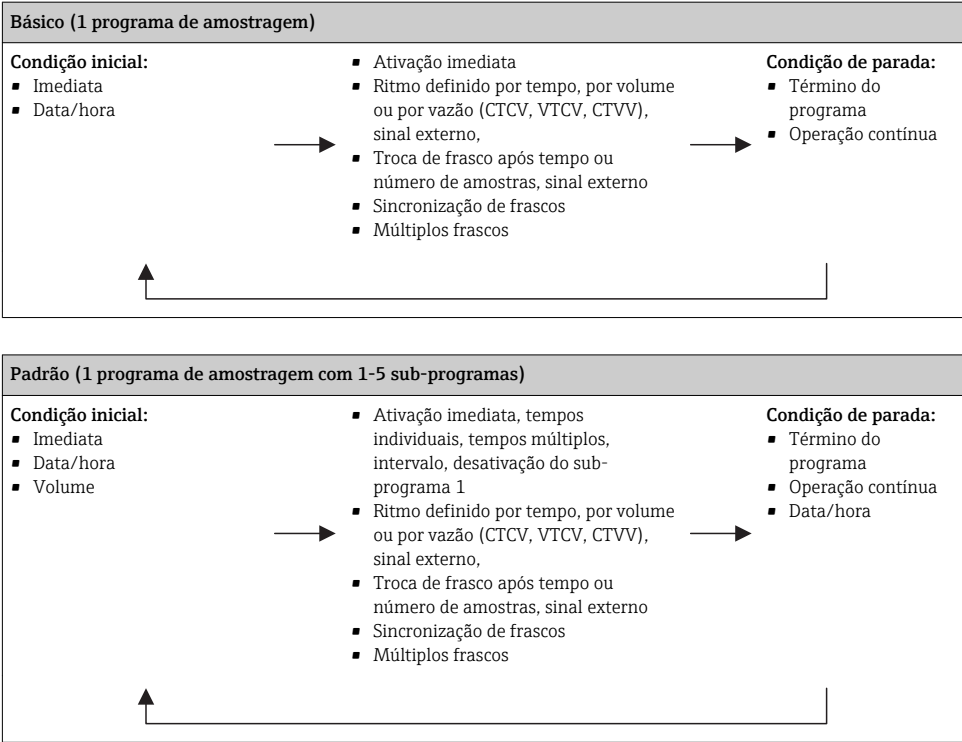 Básico (1 programa de amostragem)
Condição inicial:
▪ Imediata
▪ Data/hora
▪ Ativação imediata
▪ Ritmo definido por tempo, por volume
ou por vazão (CTCV, VTCV, CTVV),
sinal externo,
▪ Troca de frasco após tempo ou
número de amostras, sinal externo
▪ Sincronização de frascos
▪ Múltiplos frascos
Condição de parada:
▪ Término do
programa
▪ Operação contínua
Padrão (1 programa de amostragem com 1-5 sub-programas)
Condição inicial:
▪ Imediata
▪ Data/hora
▪ Volume
▪ Ativação imediata, tempos
individuais, tempos múltiplos,
intervalo, desativação do sub-
programa 1
▪ Ritmo definido por tempo, por volume
ou por vazão (CTCV, VTCV, CTVV),
sinal externo,
▪ Troca de frasco após tempo ou
número de amostras, sinal externo
▪ Sincronização de frascos
▪ Múltiplos frascos
Condição de parada:
▪ Término do
programa
▪ Operação contínua
▪ Data/hora